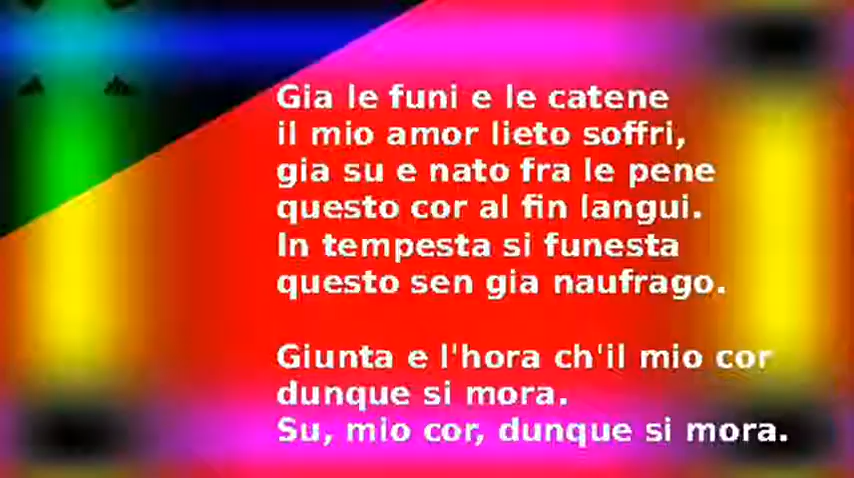 Gia le funi e le catene
il mio amor lieto soffri,
gia su e nato fra le pene
questo cor al fin langui.
In tempesta si funesta
questo sen gia naufrago.
Giunta e l'hora ch'il mio cor
dunque si mora.
Su, mio cor, dunque si mora.